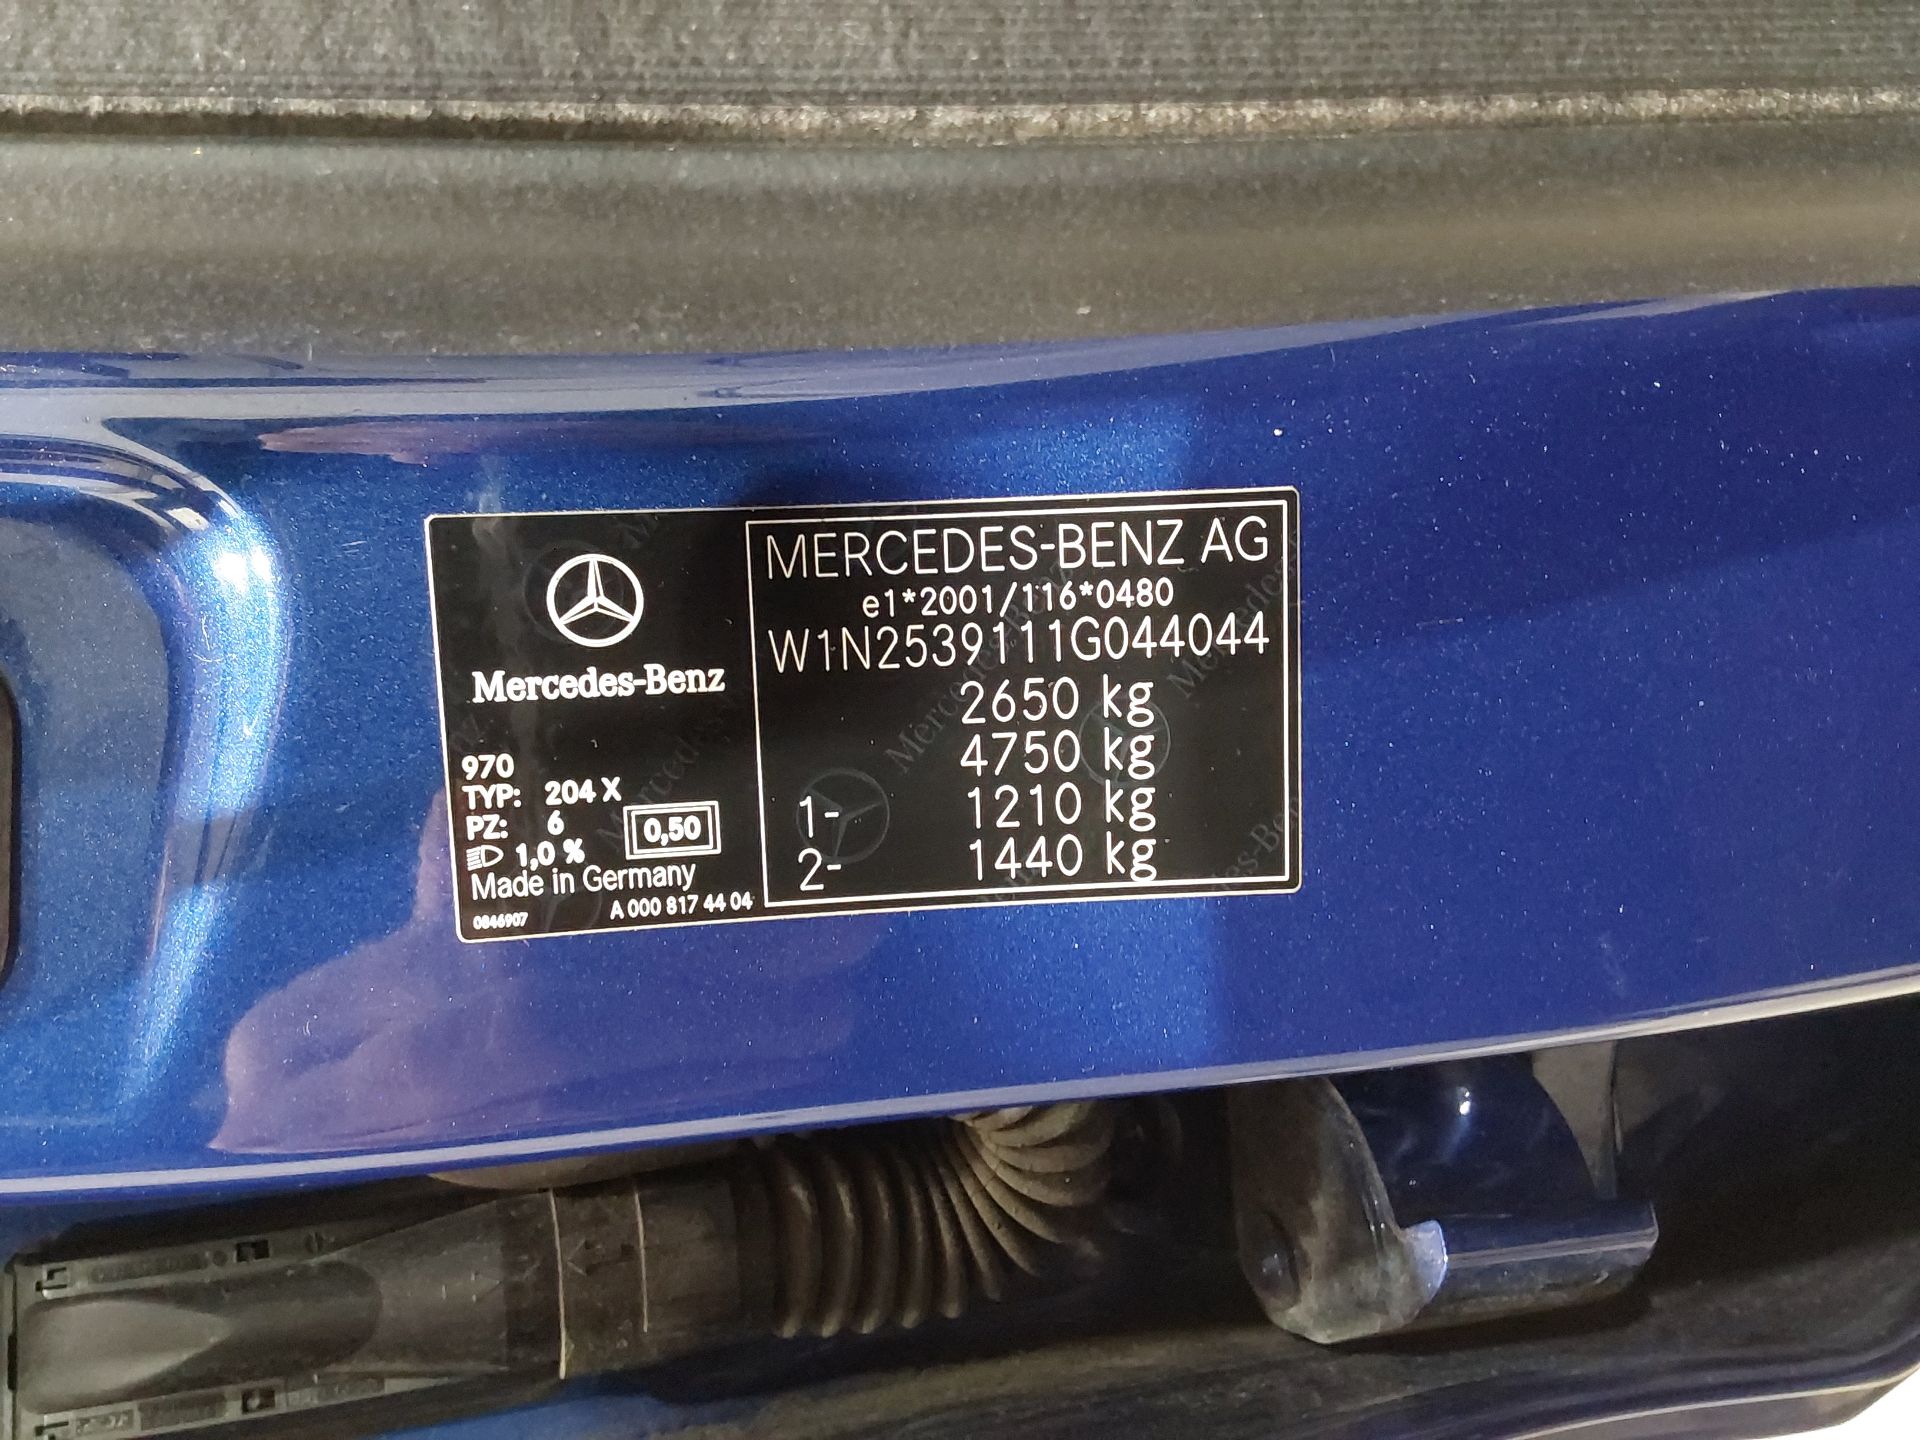 Mercedes-Benz
970
TYP: 204 X
PZ: 6
1,0 %
0,50
Made in Germany
0846907
A 000 817 44 04
MERCEDES-BENZ AG
e1*2001/116*0480
W1N2539111G044044
2650 kg
4750 kg
1- 1210 kg
2- 1440 kg